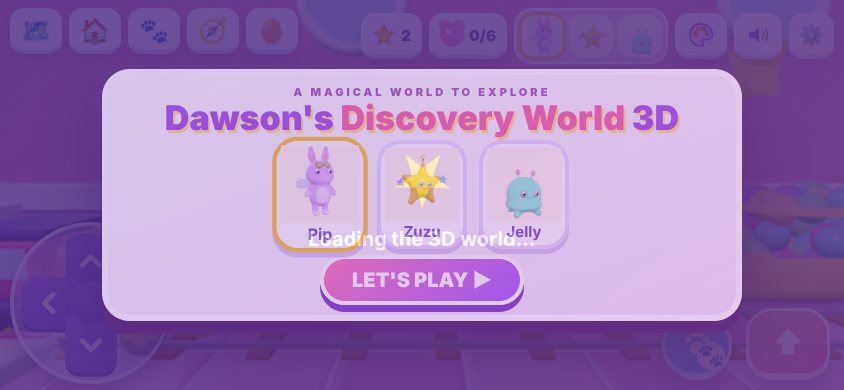 2
0/6
A MAGICAL WORLD TO EXPLORE
Dawson's Discovery World 3D
Pip
Zuzu
Jelly
Loading the 3D world...
LET'S PLAY